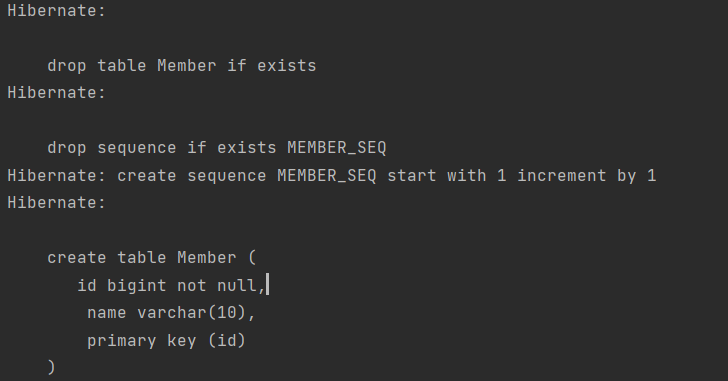 Hibernate:
drop table Member if exists
Hibernate:
drop sequence if exists MEMBER_SEQ
Hibernate: create sequence MEMBER_SEQ start with 1 increment by 1
Hibernate:
create table Member (
id bigint not null,
name varchar(10),
primary key (id)
)